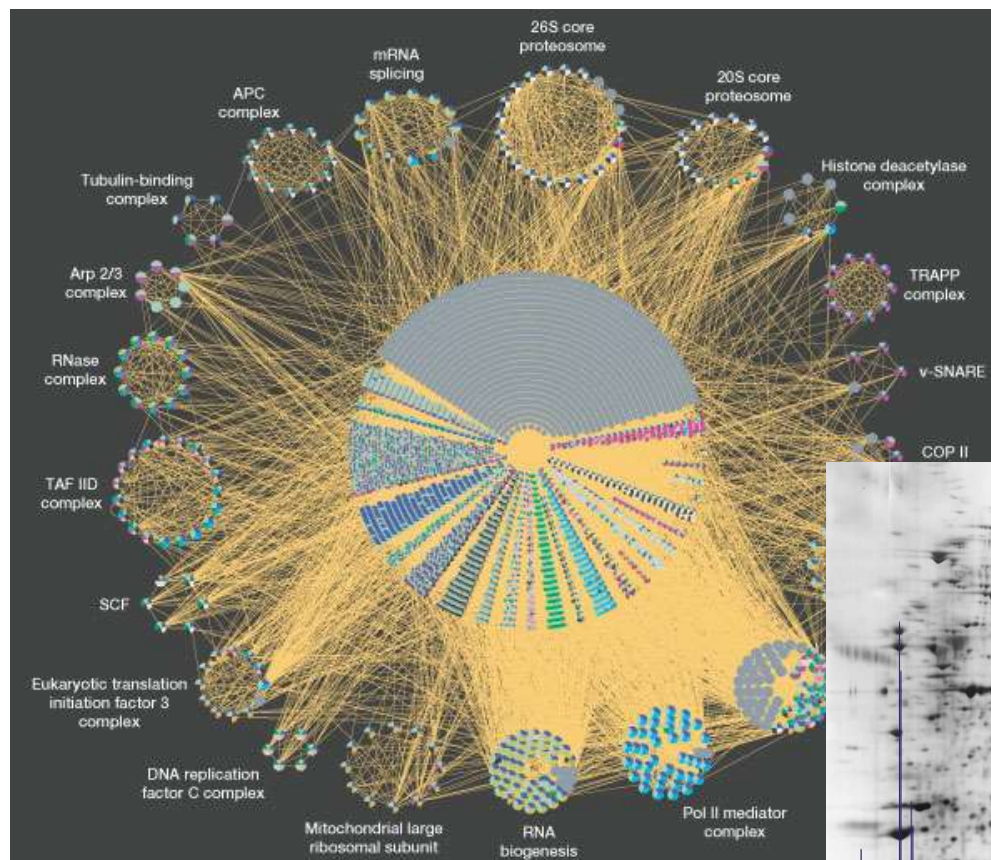 26S core
proteosome
mRNA
splicing
20S core
proteosome
APC
complex
Histone deacetylase
complex
Tubulin-binding
complex
Arp 2/3
complex
TRAPP
complex
RNase
complex
v-SNARE
COP II
TAF IID
complex
SCF
Eukaryotic translation
initiation factor 3
complex
DNA replication
factor C complex
Mitochondrial large
ribosomal subunit
RNA
biogenesis
Pol II mediator
complex